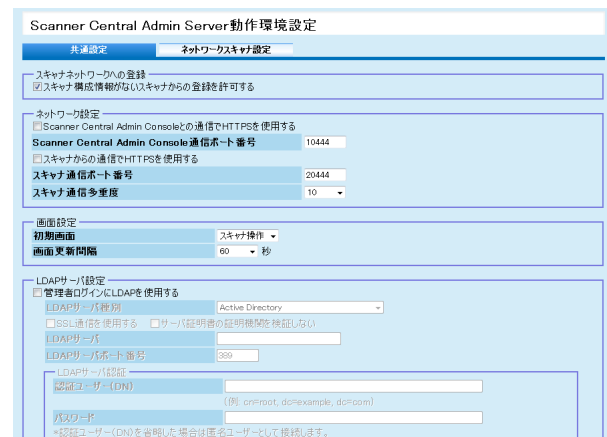 Scanner Central Admin Server動作環境設定
共通設定 ネットワークスキャナ設定
スキャナネットワークへの登録
スキャナ構成情報がないスキャナからの登録を許可する
ネットワーク設定
Scanner Central Admin Consoleとの通信でHTTPSを使用する
Scanner Central Admin Console通信ポート番号 10444
スキャナからの通信でHTTPSを使用する
スキャナ通信ポート番号 20444
スキャナ通信多重度 10
画面設定
初期画面 スキャナ操作
画面更新間隔 60 秒
LDAPサーバ設定
管理者ログインにLDAPを使用する
LDAPサーバ種別 Active Directory
SSL通信を使用する サーバ証明書の証明機関を検証しない
LDAPサーバ
LDAPサーバポート番号 389
LDAPサーバ認証
認証ユーザー(DN)
(例: cn=root, dc=example, dc=com)
パスワード
*認証ユーザー(DN)を省略した場合は匿名ユーザーとして接続します。